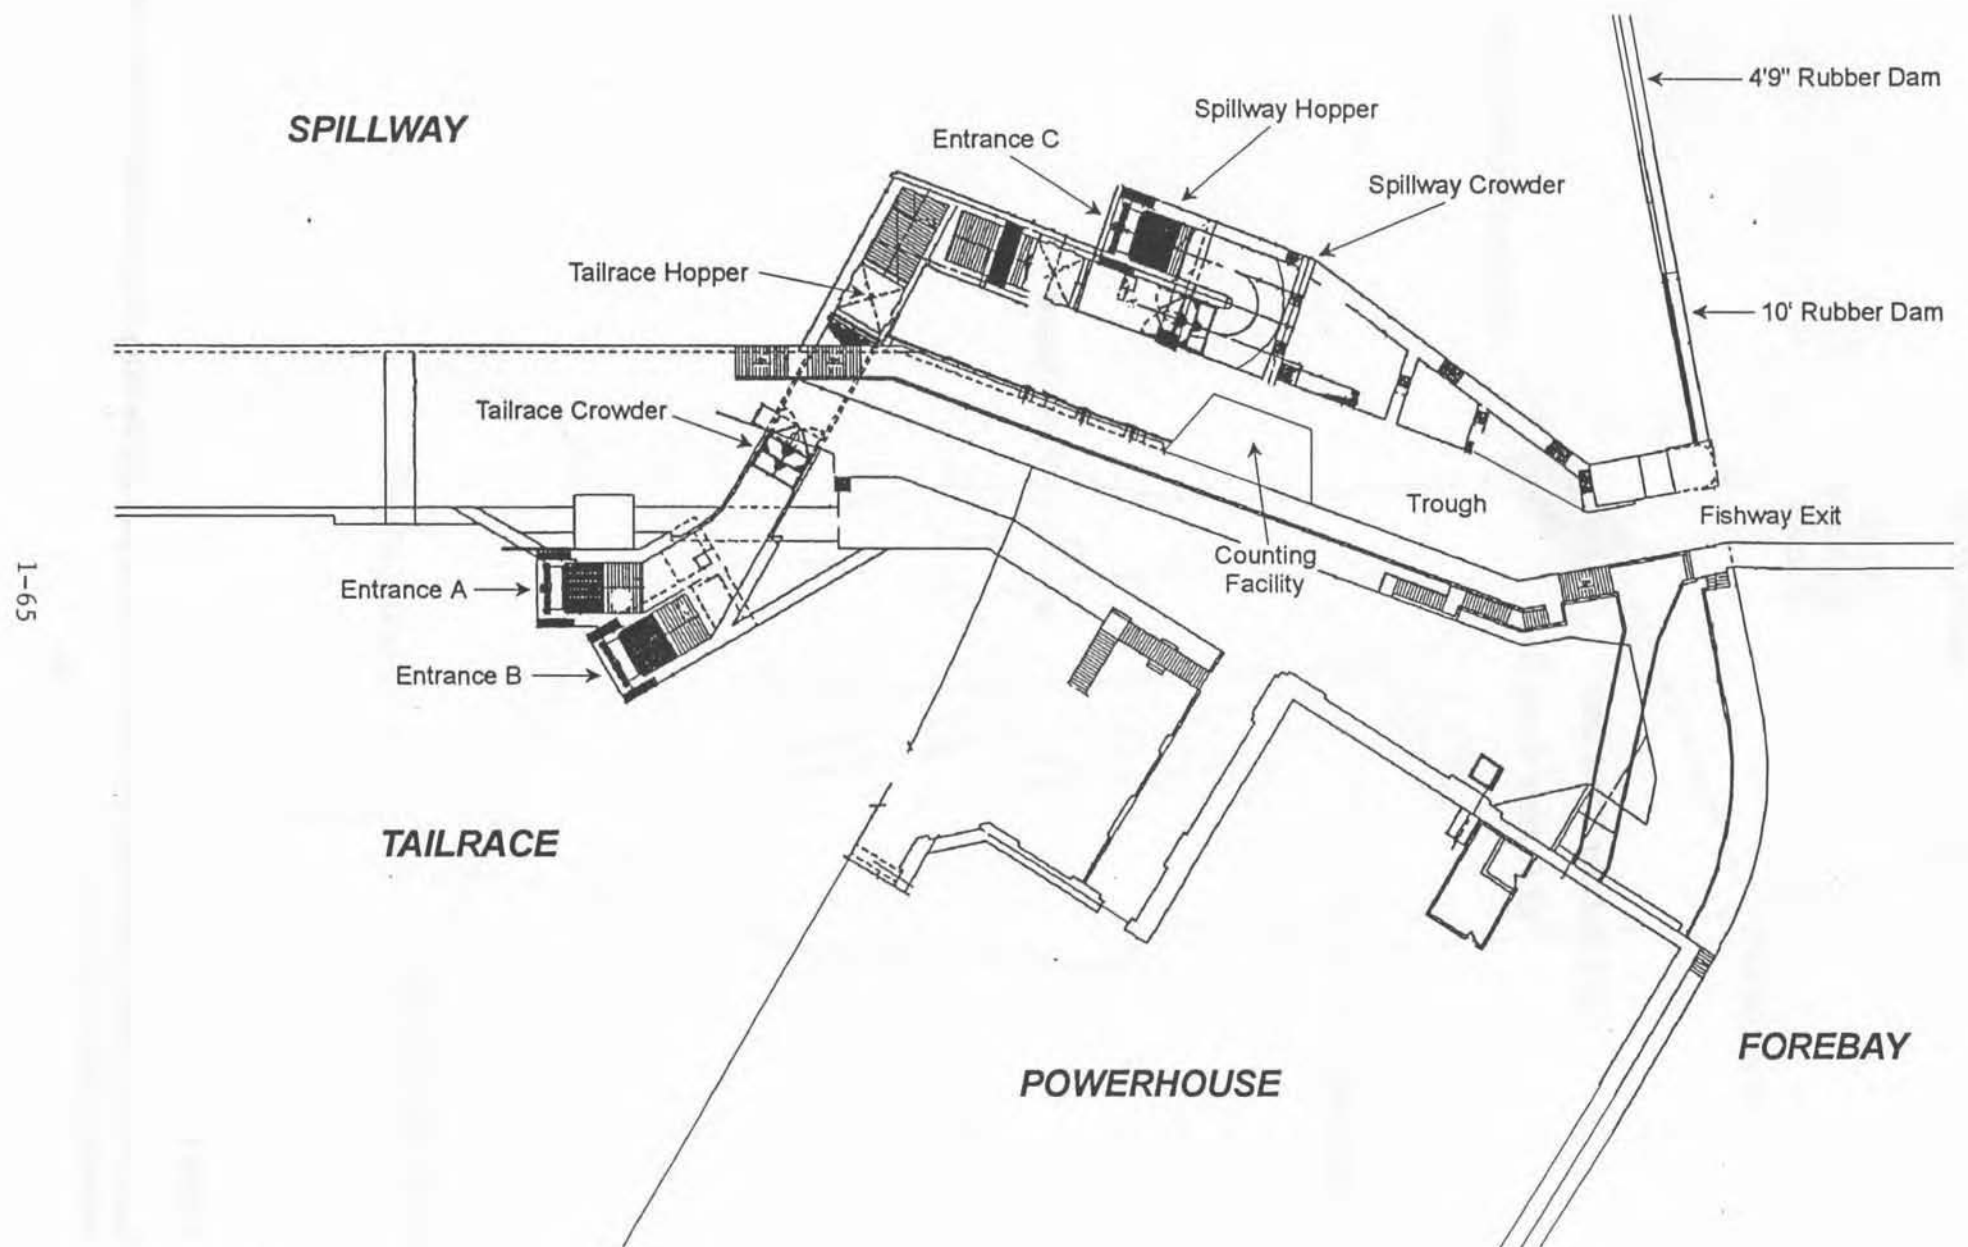 4'9" Rubber Dam
Spillway Hopper
SPILLWAY
Entrance C
Spillway Crowder
Tailrace Hopper
10' Rubber Dam
Tailrace Crowder
Trough
Fishway Exit
Counting
Facility
Entrance A
1-65
Entrance B
TAILRACE
FOREBAY
POWERHOUSE